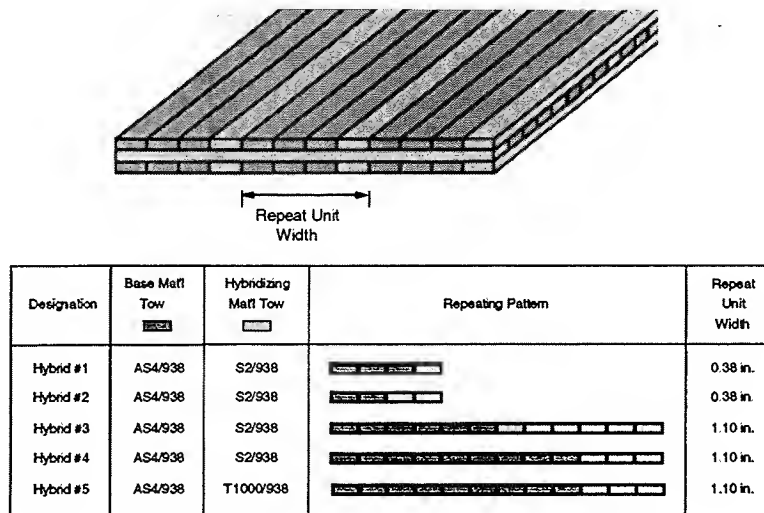 Repeat Unit
Width
Designation
Base Mat'l
Tow
Hybridizing
Mat'l Tow
Repeating Pattern
Repeat
Unit
Width
Hybrid #1 AS4/938 S2/938 0.38 in.
Hybrid #2 AS4/938 S2/938 0.38 in.
Hybrid #3 AS4/938 S2/938 1.10 in.
Hybrid #4 AS4/938 S2/938 1.10 in.
Hybrid #5 AS4/938 T1000/938 1.10 in.